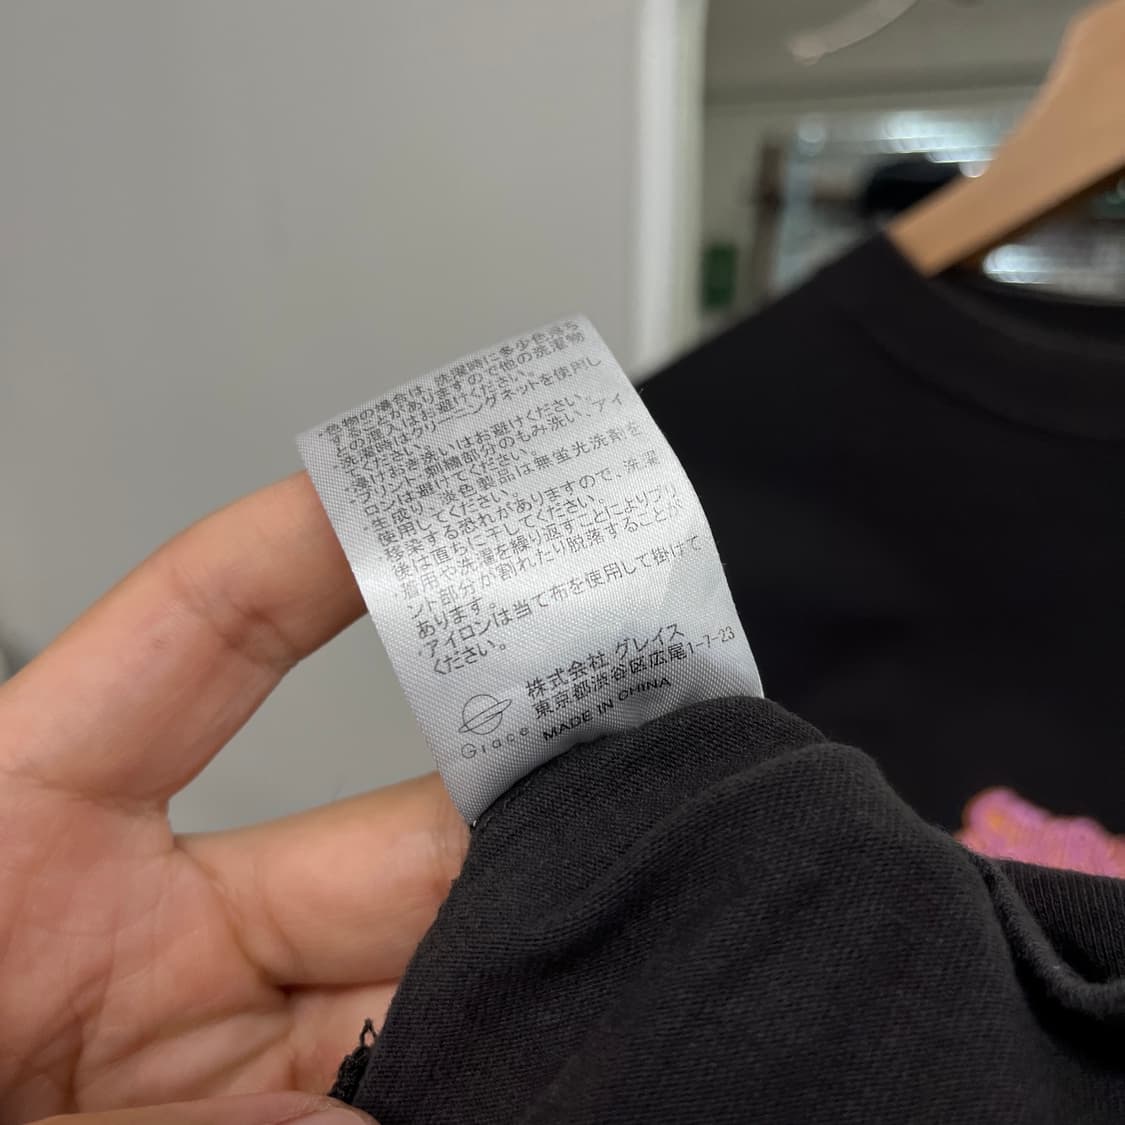 ・色物の場合は、洗濯時に多少色落ち
することがありますので他の洗濯物
との混入はお避けください。
・洗濯時はクリーニングネットを使用し
てください。
・漬けおき洗いはお避けください。
・プリント、刺繍部分のもみ洗い、アイ
ロンは避けてください。
・生成り、淡色製品は無蛍光洗剤を
使用してください。
・移染する恐れがありますので、洗濯
後は直ちに干してください。
・着用や洗濯を繰り返すことによりプリ
ント部分が割れたり脱落することが
あります。
・アイロンは当て布を使用して掛けて
ください。
株式会社 グレイス
東京都渋谷区広尾1-7-23
Grace MADE IN CHINA